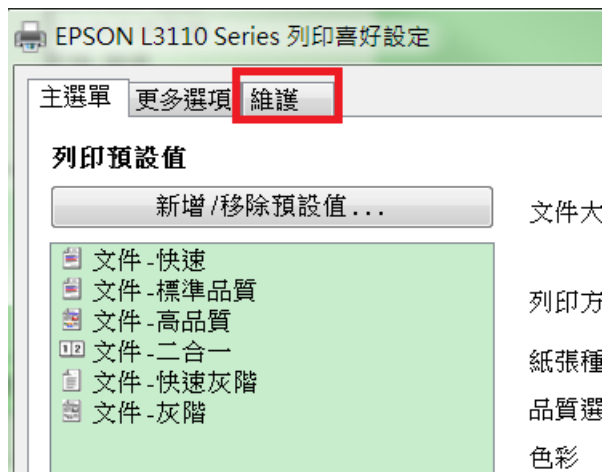 EPSON L3110 Series 列印喜好設定
主選單 更多選項 維護
列印預設值
新增/移除預設值...
文件大
文件-快速
文件-標準品質
文件-高品質
列印方
12 文件-二合一
紙張種
文件-快速灰階
文件-灰階
品質選
色彩